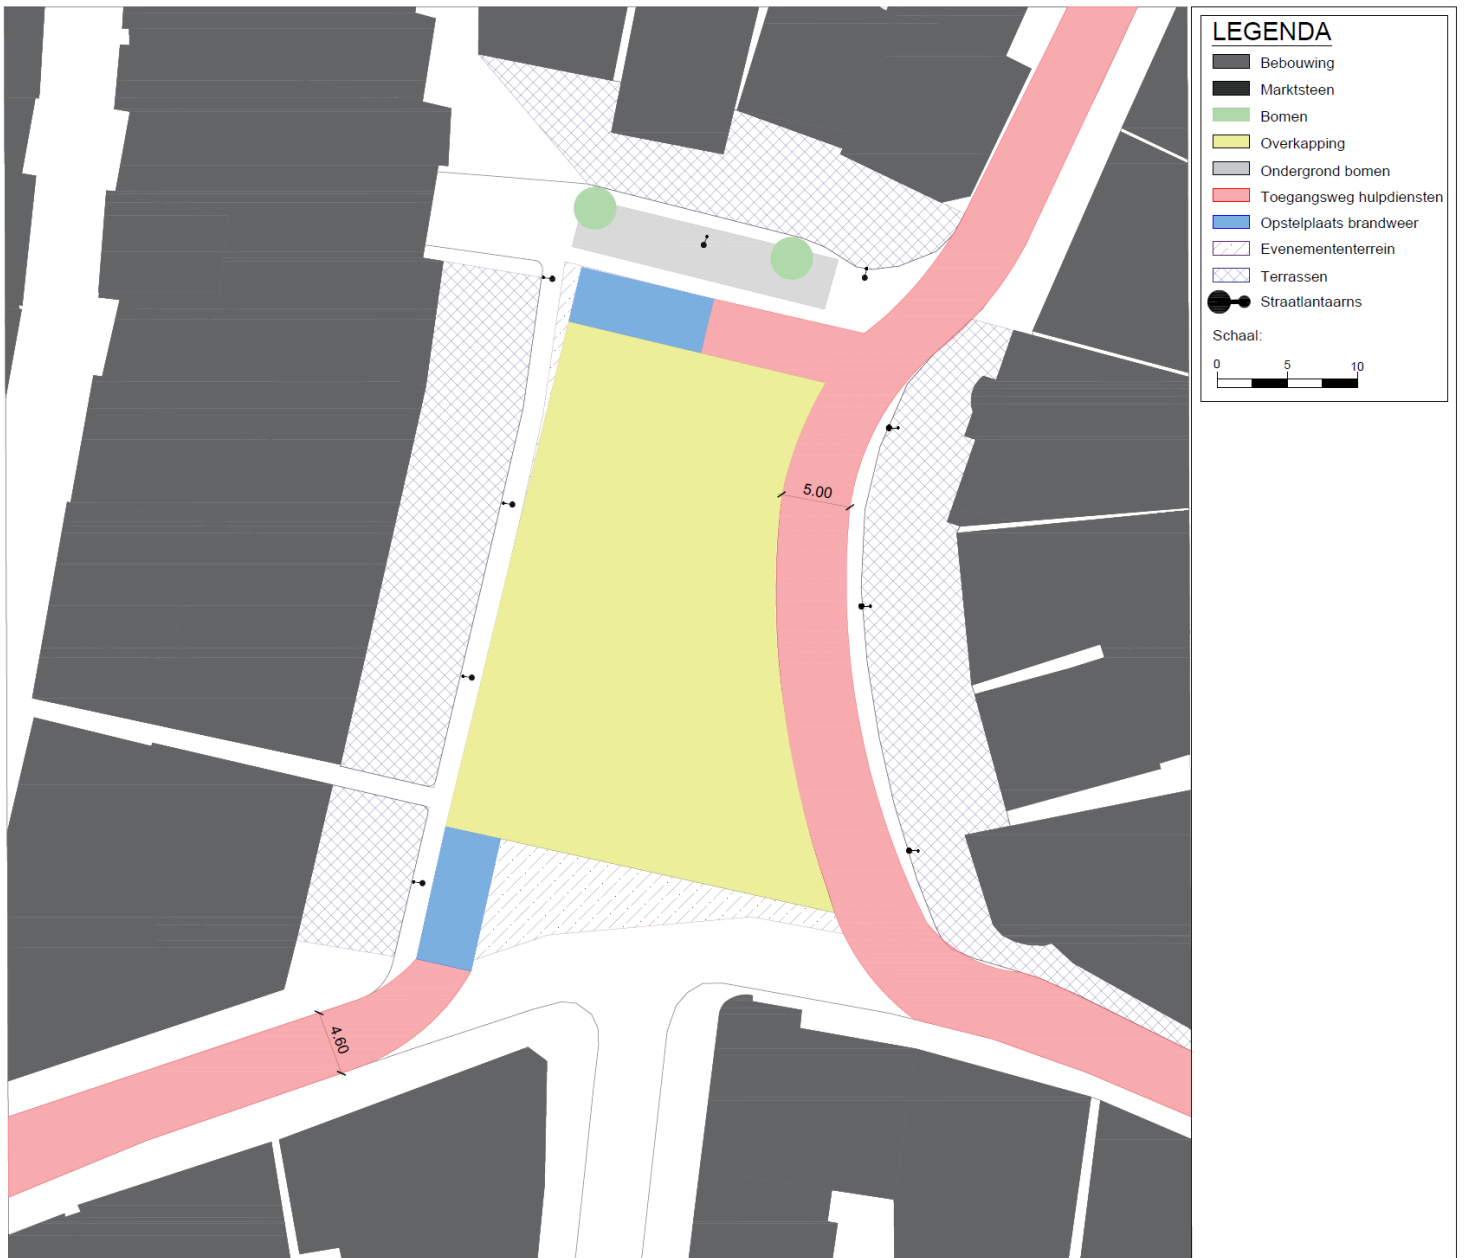 LEGENDA
Bebouwing
Marktsteen
Bomen
Overkapping
Ondergrond bomen
Toegangsweg hulpdiensten
Opstelplaats brandweer
Evenemententerrein
Terrassen
Straatlantaarns
Schaal:
0 5 10
5.00
4.60